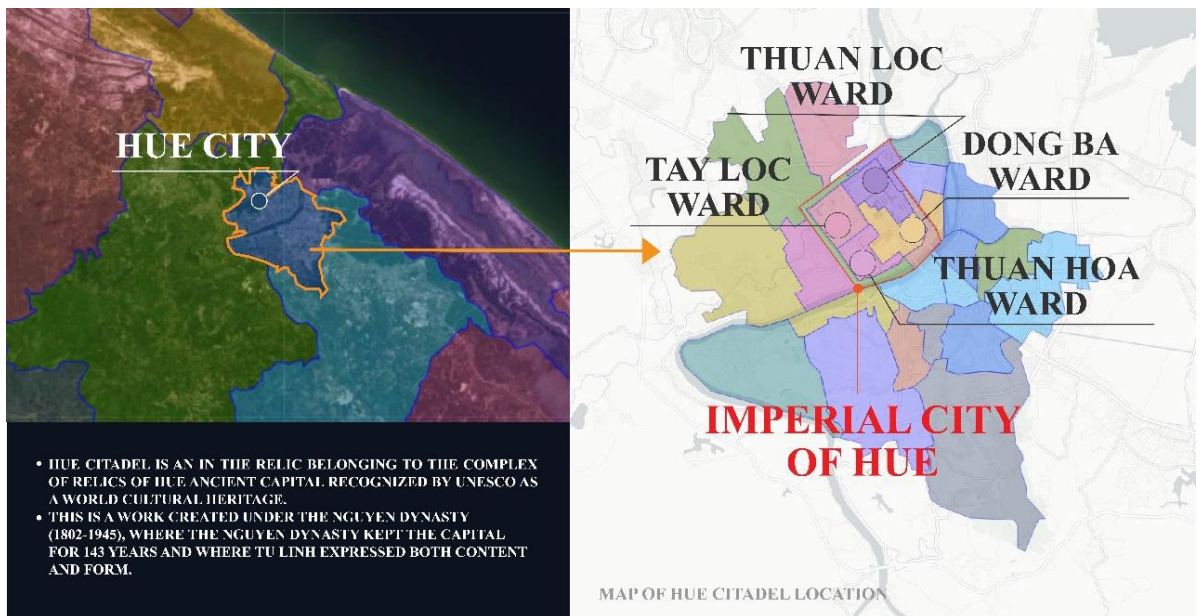 HUE CITY
• HUE CITADEL IS AN IN THE RELIC BELONGING TO THE COMPLEX
OF RELICS OF HUE ANCIENT CAPITAL RECOGNIZED BY UNESCO AS
A WORLD CULTURAL HERITAGE.
• THIS IS A WORK CREATED UNDER THE NGUYEN DYNASTY
(1802-1945), WHERE THE NGUYEN DYNASTY KEPT THE CAPITAL
FOR 143 YEARS AND WHERE TU LINH EXPRESSED BOTH CONTENT
AND FORM.
THUAN LOC
WARD
DONG BA
WARD
TAY LOC
WARD
THUAN HOA
WARD
IMPERIAL CITY
OF HUE
MAP OF HUE CITADEL LOCATION